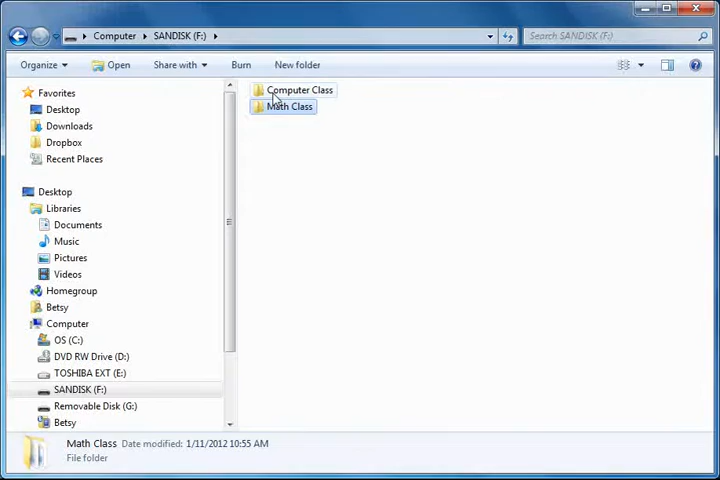 Computer ▸ SANDISK (F:) ▸
Search SANDISK (F:)
Organize ▾ Open Share with ▾ Burn New folder
Favorites
Desktop
Downloads
Dropbox
Recent Places
Desktop
Libraries
Documents
Music
Pictures
Videos
Homegroup
Betsy
Computer
OS (C:)
DVD RW Drive (D:)
TOSHIBA EXT (E:)
SANDISK (F:)
Removable Disk (G:)
Betsy
Computer Class
Math Class
Math Class Date modified: 1/11/2012 10:55 AM
File folder